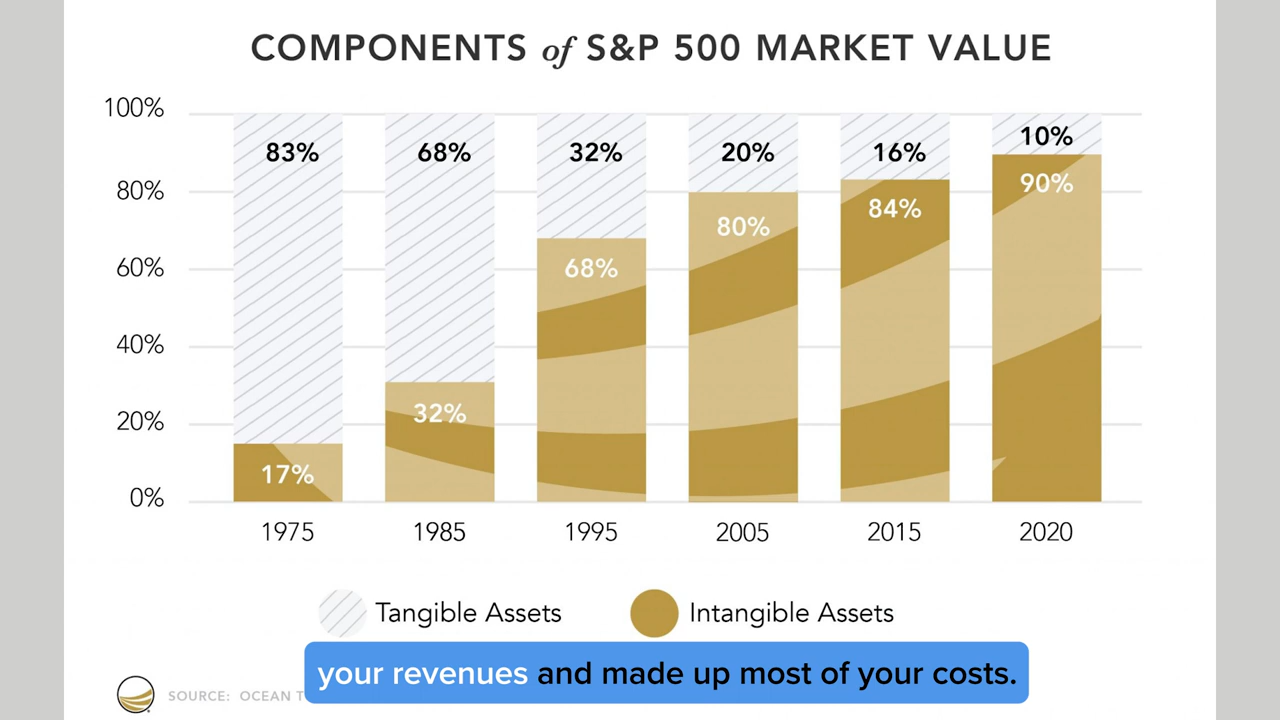 COMPONENTS of S&P 500 MARKET VALUE
100%
80%
60%
40%
20%
0%
83% 68% 32% 20% 16% 10%
17% 32% 68% 80% 84% 90%
1975 1985 1995 2005 2015 2020
Tangible Assets Intangible Assets
your revenues and made up most of your costs.
SOURCE: OCEAN